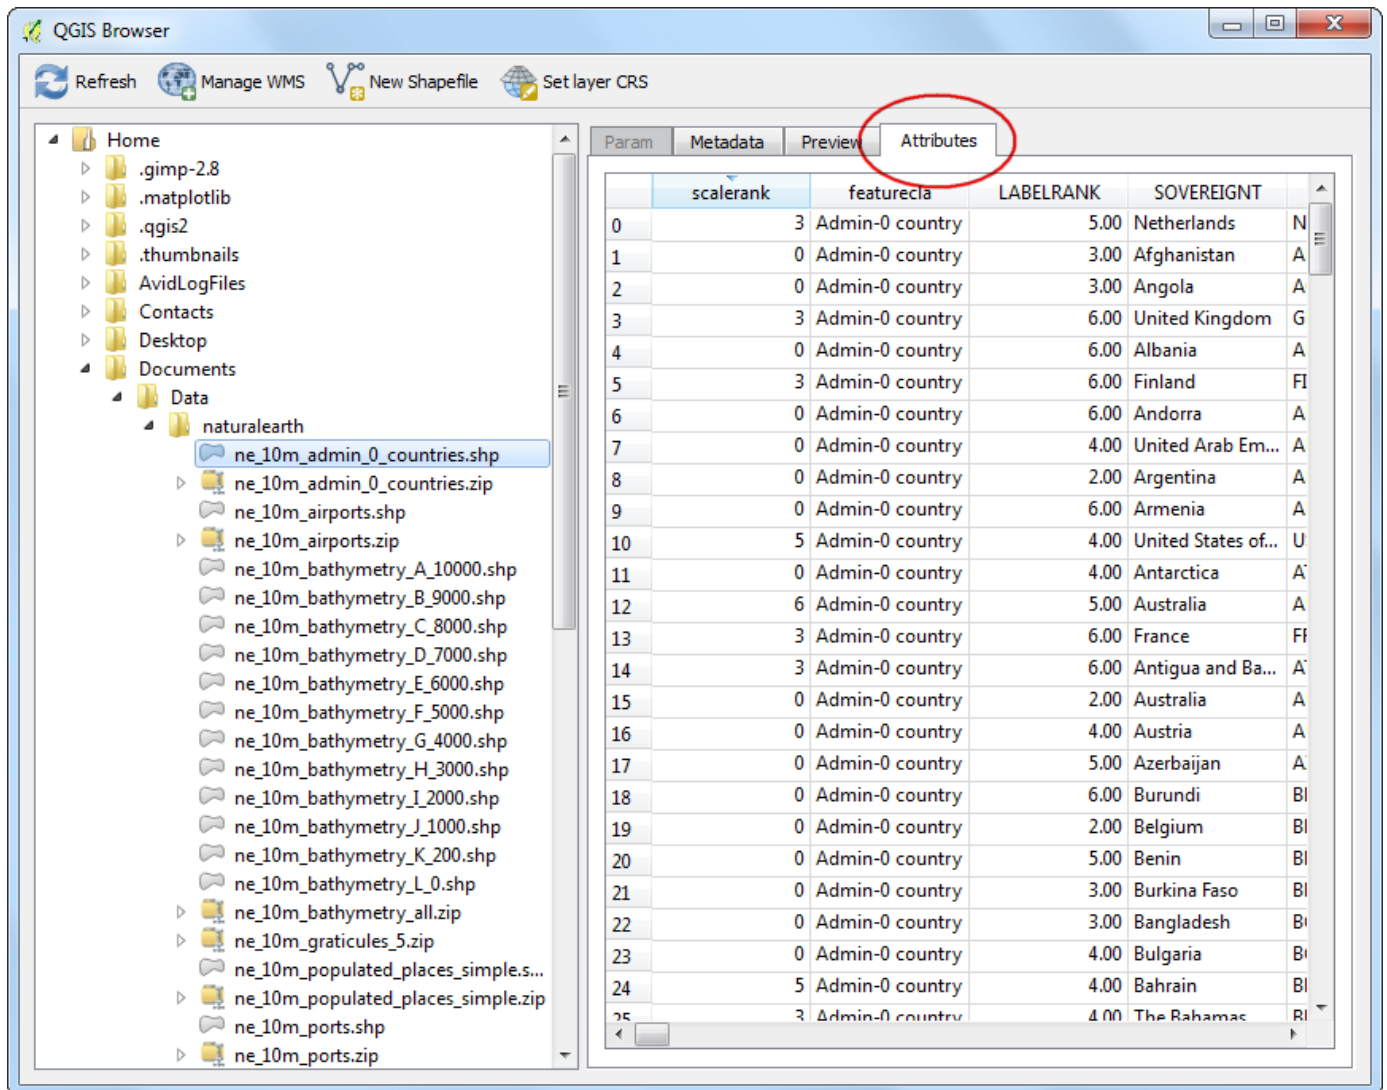 QGIS Browser
Refresh Manage WMS New Shapefile Set layer CRS
Home
.gimp-2.8
.matplotlib
.qgis2
.thumbnails
AvidLogFiles
Contacts
Desktop
Documents
Data
naturalearth
ne_10m_admin_0_countries.shp
ne_10m_admin_0_countries.zip
ne_10m_airports.shp
ne_10m_airports.zip
ne_10m_bathymetry_A_10000.shp
ne_10m_bathymetry_B_9000.shp
ne_10m_bathymetry_C_8000.shp
ne_10m_bathymetry_D_7000.shp
ne_10m_bathymetry_E_6000.shp
ne_10m_bathymetry_F_5000.shp
ne_10m_bathymetry_G_4000.shp
ne_10m_bathymetry_H_3000.shp
ne_10m_bathymetry_I_2000.shp
ne_10m_bathymetry_J_1000.shp
ne_10m_bathymetry_K_200.shp
ne_10m_bathymetry_L_0.shp
ne_10m_bathymetry_all.zip
ne_10m_graticules_5.zip
ne_10m_populated_places_simple.s...
ne_10m_populated_places_simple.zip
ne_10m_ports.shp
ne_10m_ports.zip
Param Metadata Preview Attributes
scalerank featurecla LABELRANK SOVEREIGNT
0 3 Admin-0 country 5.00 Netherlands N
1 0 Admin-0 country 3.00 Afghanistan A
2 0 Admin-0 country 3.00 Angola A
3 3 Admin-0 country 6.00 United Kingdom G
4 0 Admin-0 country 6.00 Albania A
5 3 Admin-0 country 6.00 Finland FI
6 0 Admin-0 country 6.00 Andorra A
7 0 Admin-0 country 4.00 United Arab Em... A
8 0 Admin-0 country 2.00 Argentina A
9 0 Admin-0 country 6.00 Armenia A
10 5 Admin-0 country 4.00 United States of... U
11 0 Admin-0 country 4.00 Antarctica A
12 6 Admin-0 country 5.00 Australia A
13 3 Admin-0 country 6.00 France F
14 3 Admin-0 country 6.00 Antigua and Ba... A
15 0 Admin-0 country 2.00 Australia A
16 0 Admin-0 country 4.00 Austria A
17 0 Admin-0 country 5.00 Azerbaijan A
18 0 Admin-0 country 6.00 Burundi B
19 0 Admin-0 country 2.00 Belgium B
20 0 Admin-0 country 5.00 Benin B
21 0 Admin-0 country 3.00 Burkina Faso B
22 0 Admin-0 country 3.00 Bangladesh B
23 0 Admin-0 country 4.00 Bulgaria B
24 5 Admin-0 country 4.00 Bahrain B
25 3 Admin-0 country 4.00 The Bahamas B